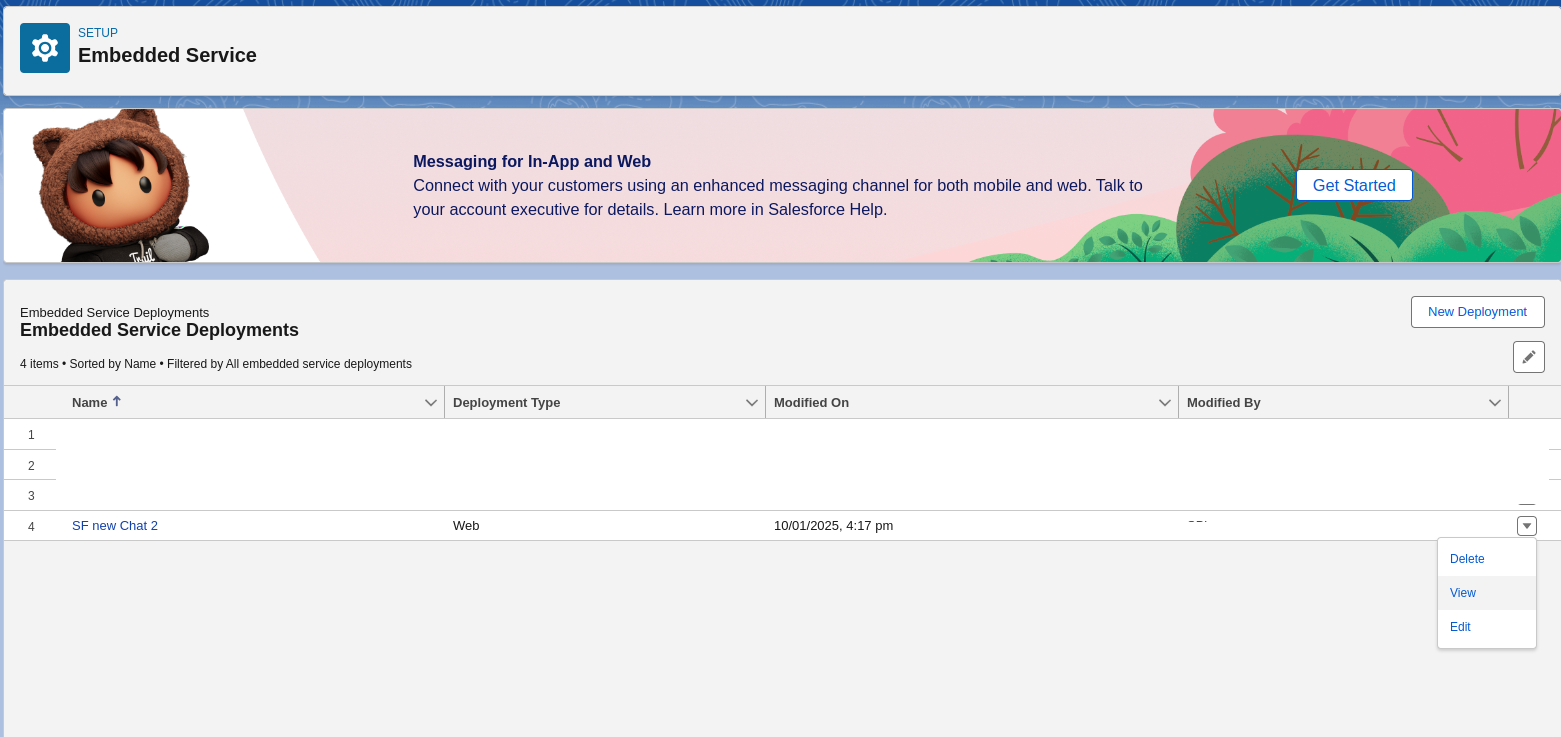 SETUP
Embedded Service
Messaging for In-App and Web
Connect with your customers using an enhanced messaging channel for both mobile and web. Talk to
your account executive for details. Learn more in Salesforce Help.
Get Started
Trail
Embedded Service Deployments
Embedded Service Deployments
New Deployment
4 items • Sorted by Name • Filtered by All embedded service deployments
Name Deployment Type Modified On Modified By
1
2
3
4 SF new Chat 2 Web 10/01/2025, 4:17 pm
Delete
View
Edit